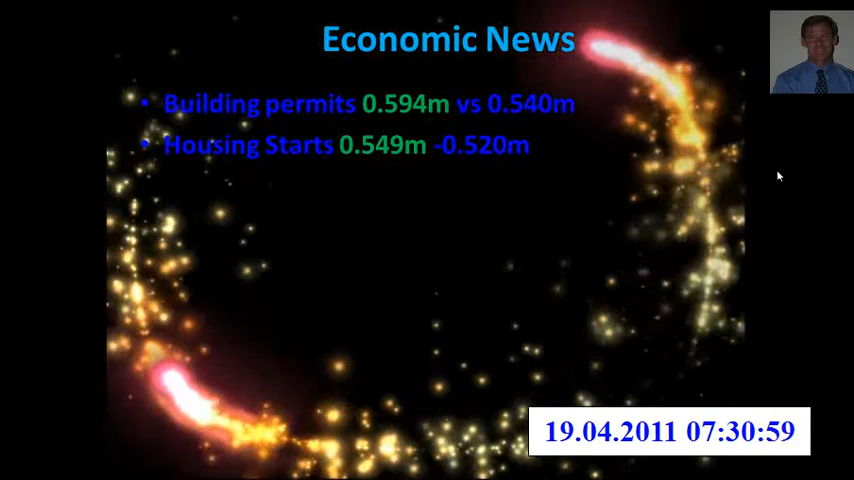 Economic News
• Building permits 0.594m vs 0.540m
• Housing Starts 0.549m -0.520m
19.04.2011 07:30:59